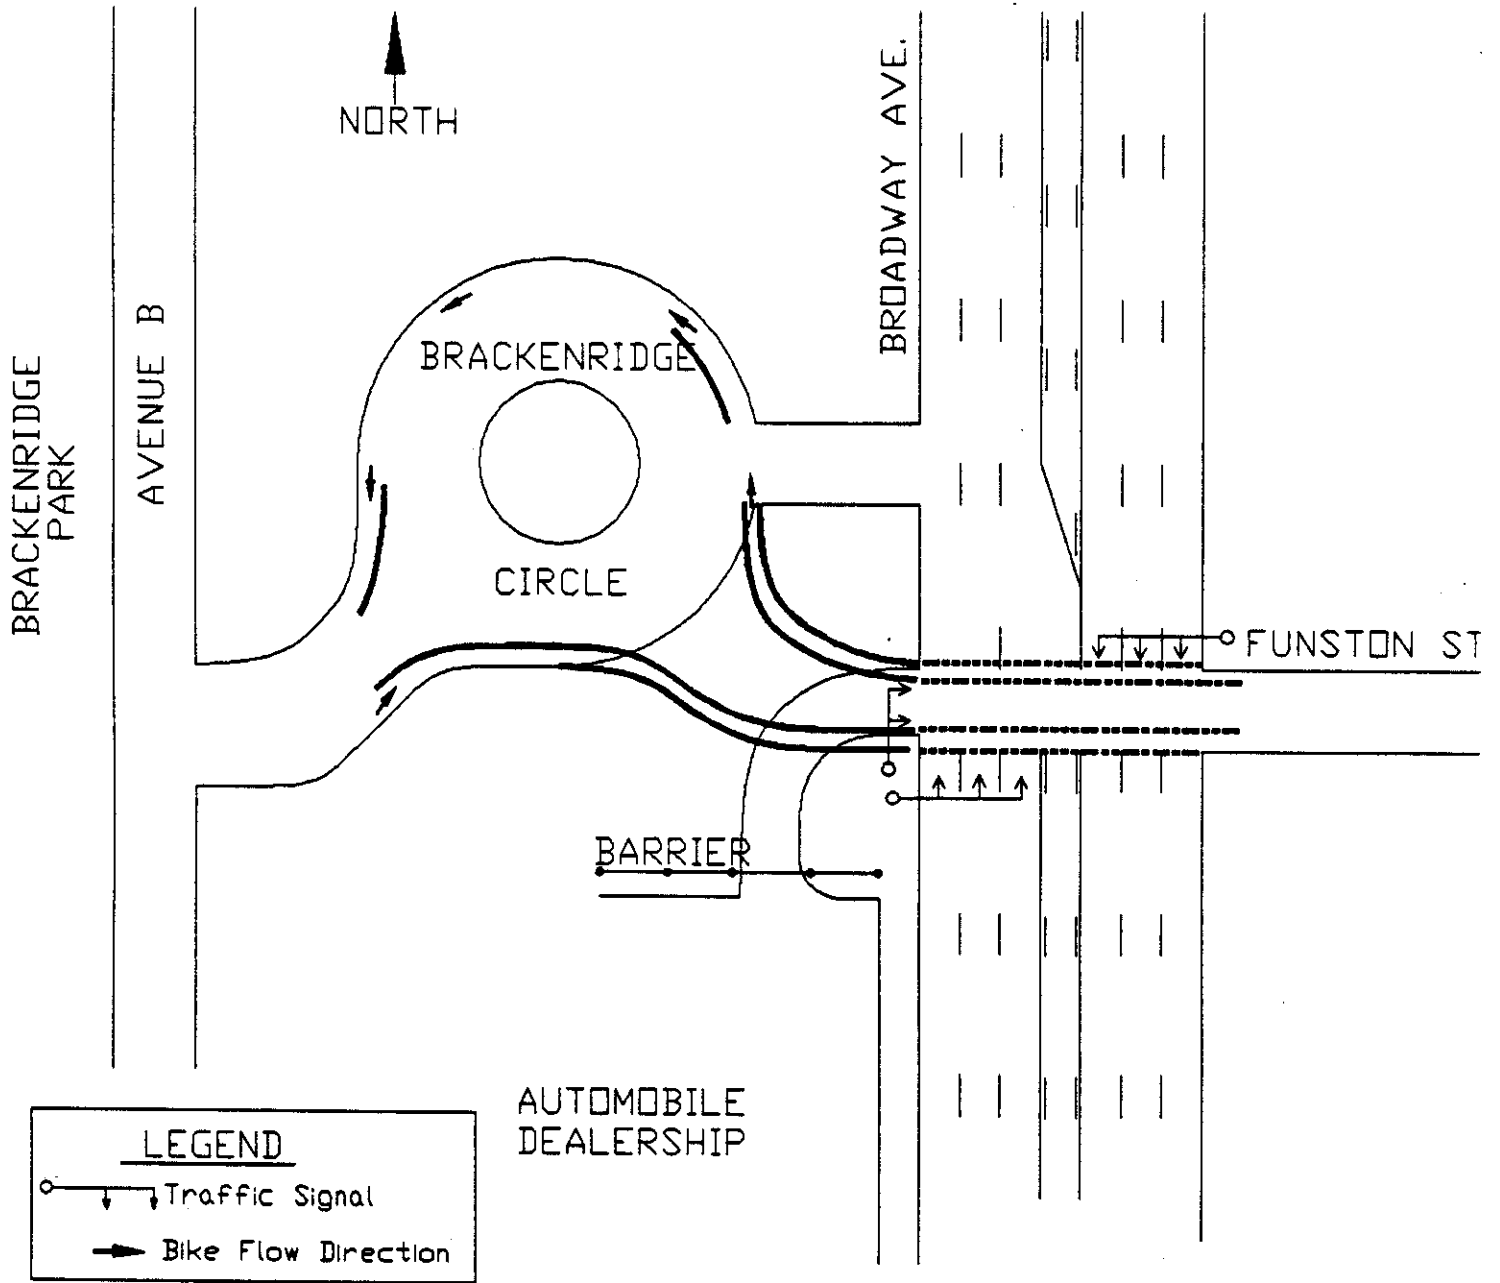 NORTH
BROADWAY AVE.
BRACKENRIDGE
PARK
AVENUE B
BRACKENRIDGE
CIRCLE
FUNSTON ST
BARRIER
AUTOMOBILE
DEALERSHIP
LEGEND
Traffic Signal
Bike Flow Direction